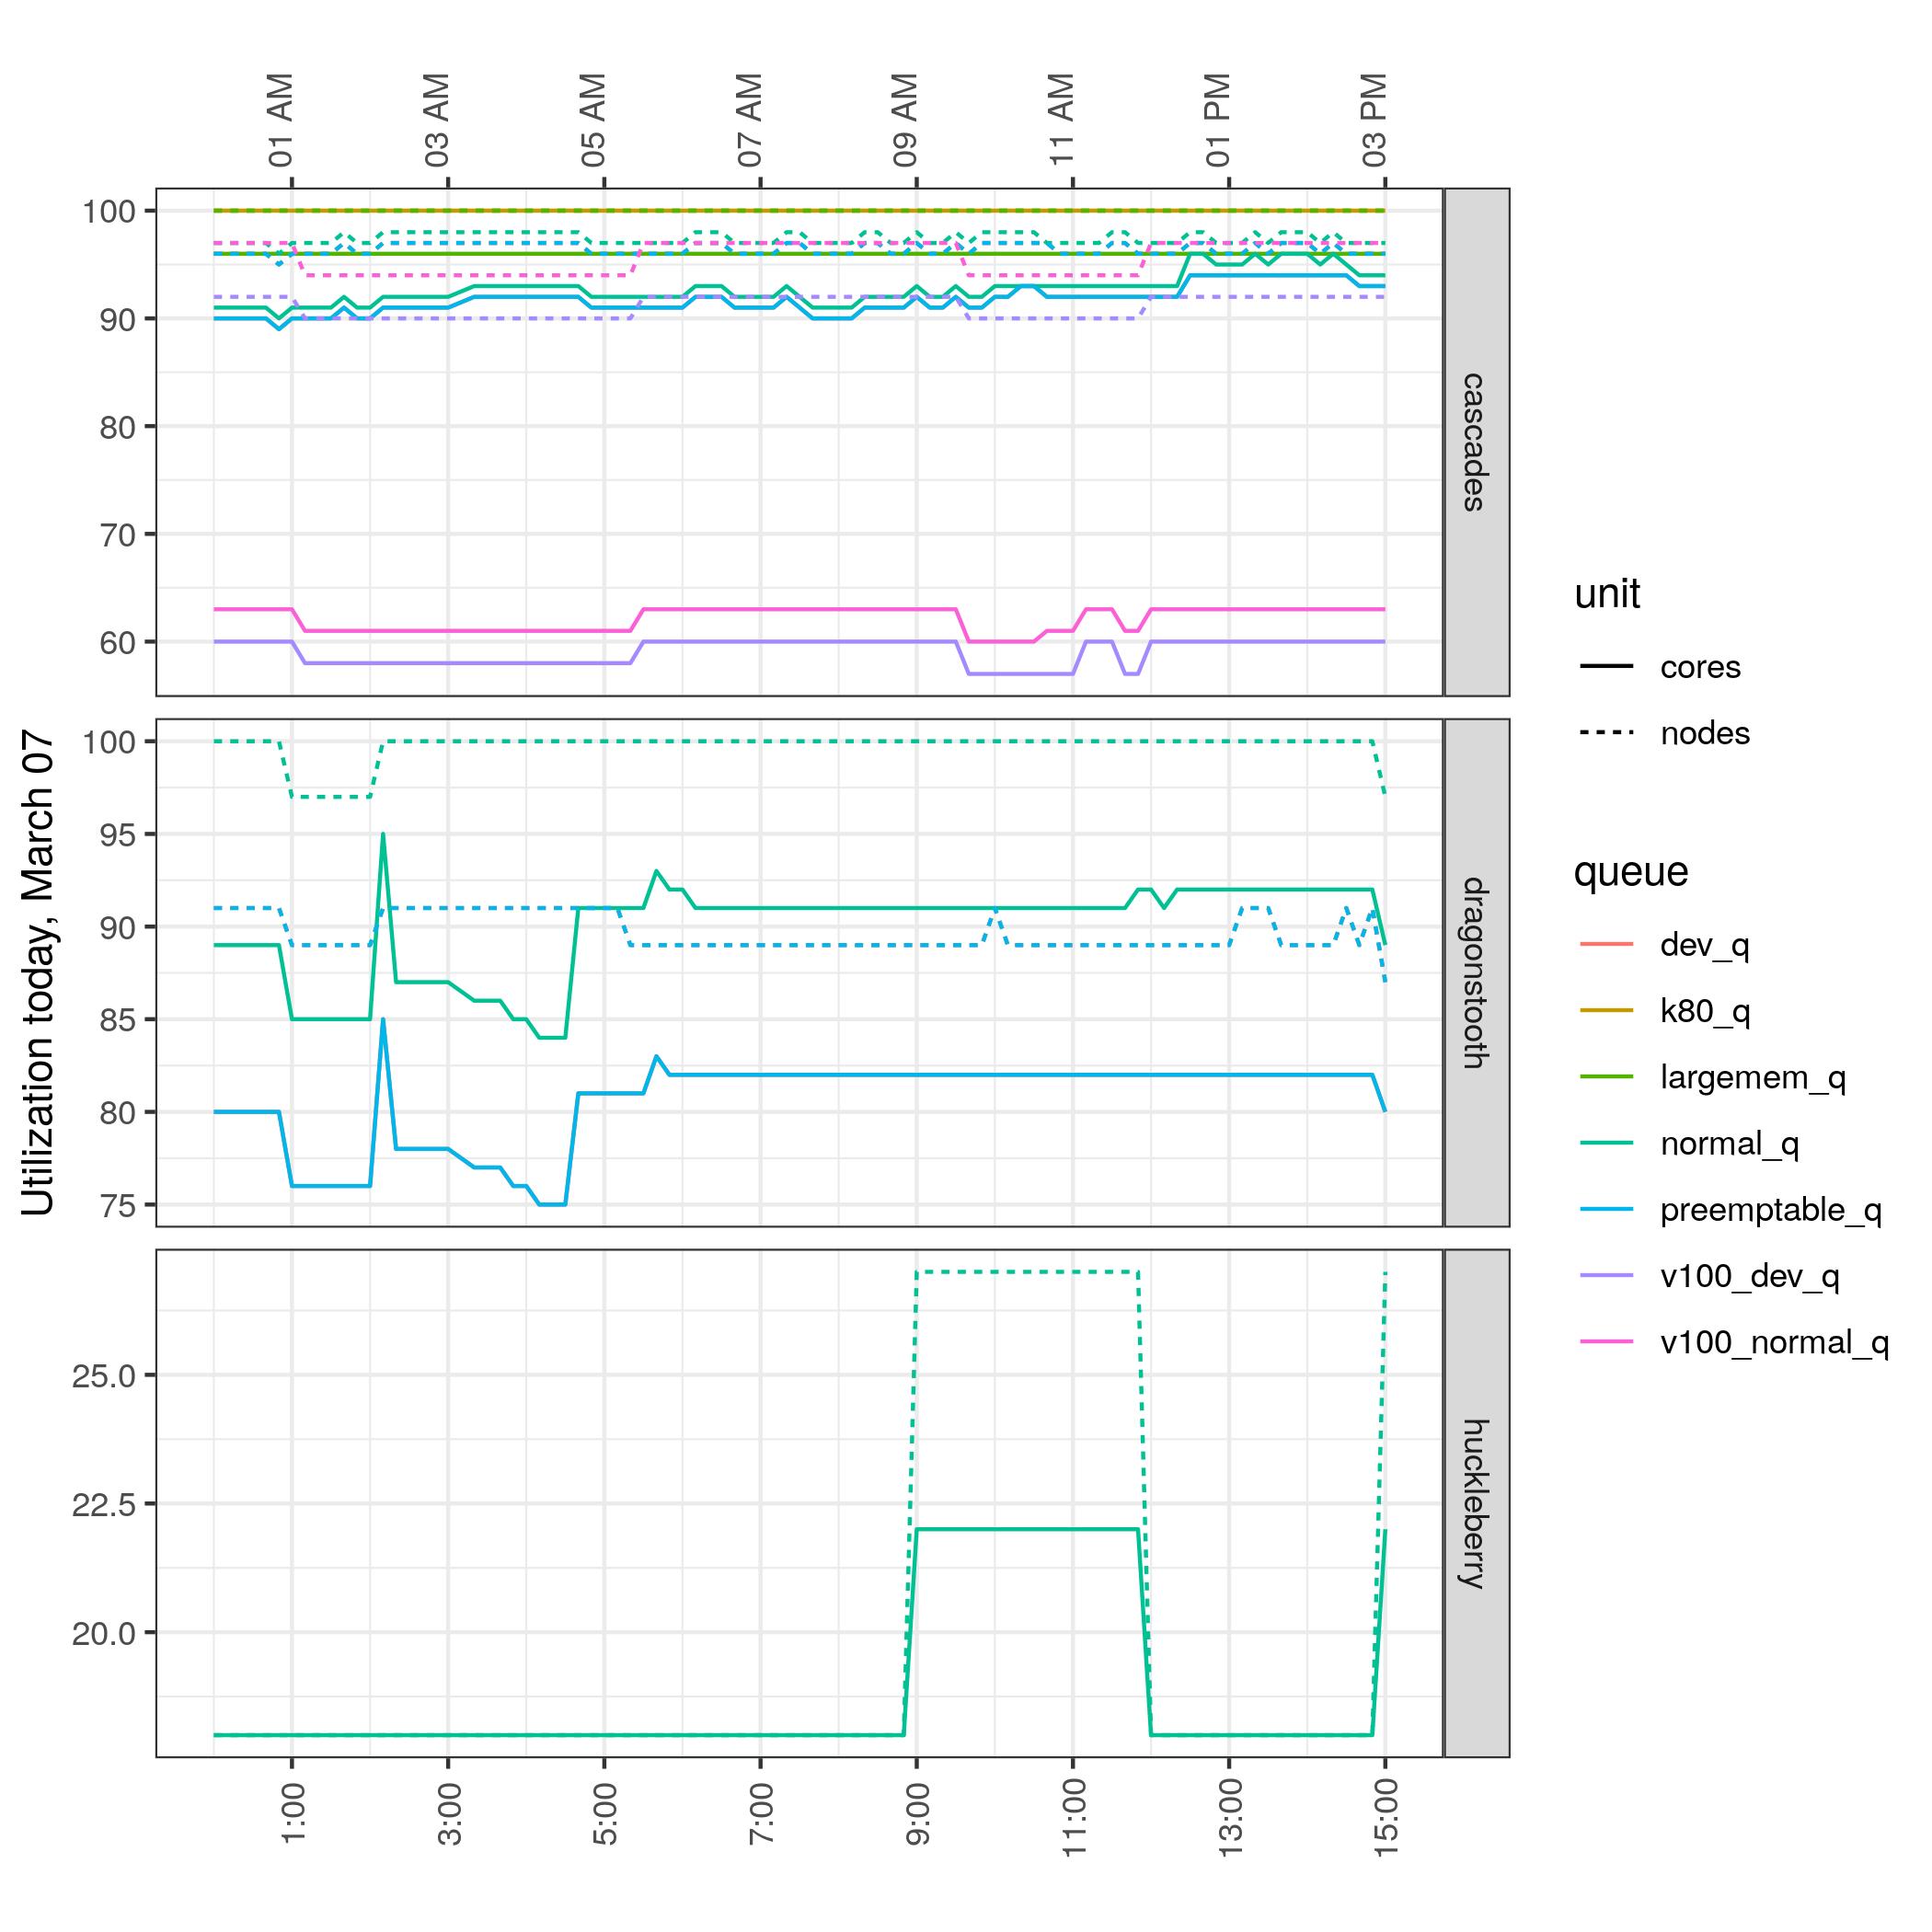 01 AM
03 AM
05 AM
07 AM
09 AM
11 AM
01 PM
03 PM
Utilization today, March 07
100
90
80
70
60
cascades
100
95
90
85
80
75
dragonstooth
25.0
22.5
20.0
huckleberry
1:00
3:00
5:00
7:00
9:00
11:00
13:00
15:00
unit
cores
nodes
queue
dev_q
k80_q
largemem_q
normal_q
preemptable_q
v100_dev_q
v100_normal_q